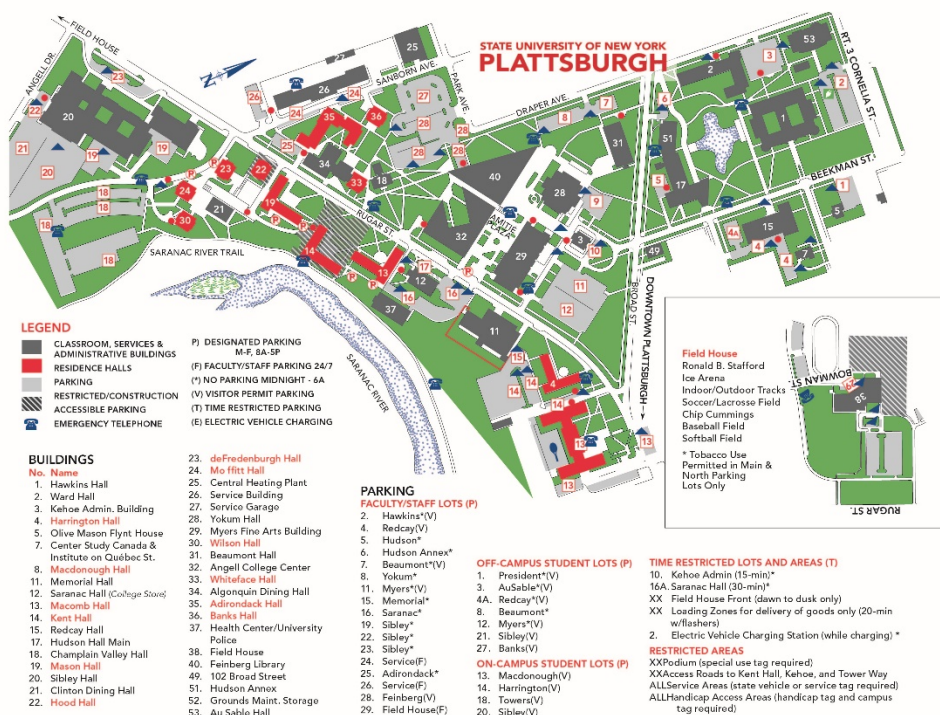 STATE UNIVERSITY OF NEW YORK
PLATTSBURGH
FIELD HOUSE
ANGELL DR.
SANBORN AVE.
PARK AVE.
DRAPER AVE.
RT. 3 CORNELIA ST.
BEEKMAN ST.
RUGAR ST.
AMITIE
PLAZA
SARANAC RIVER TRAIL
SARANAC RIVER
BROAD ST.
DOWNTOWN PLATTSBURGH
N
LEGEND
CLASSROOM, SERVICES &
ADMINISTRATIVE BUILDINGS
RESIDENCE HALLS
PARKING
RESTRICTED/CONSTRUCTION
ACCESSIBLE PARKING
EMERGENCY TELEPHONE
P) DESIGNATED PARKING
M-F, 8A-5P
(F) FACULTY/STAFF PARKING 24/7
(*) NO PARKING MIDNIGHT - 6A
(V) VISITOR PERMIT PARKING
(T) TIME RESTRICTED PARKING
(E) ELECTRIC VEHICLE CHARGING
Field House
Ronald B. Stafford
Ice Arena
Indoor/Outdoor Tracks
Soccer/Lacrosse Field
Chip Cummings
Baseball Field
Softball Field
* Tobacco Use
Permitted in Main &
North Parking
Lots Only
BOWMAN ST.
RUGAR ST.
BUILDINGS
No. Name
1. Hawkins Hall
2. Ward Hall
3. Kehoe Admin. Building
4. Harrington Hall
5. Olive Mason Flynt House
7. Center Study Canada &
Institute on Québec St.
8. Macdonough Hall
11. Memorial Hall
12. Saranac Hall (College Store)
13. Macomb Hall
14. Kent Hall
15. Redcay Hall
17. Hudson Hall Main
18. Champlain Valley Hall
19. Mason Hall
20. Sibley Hall
21. Clinton Dining Hall
22. Hood Hall
23. deFredenburgh Hall
24. Mo ffitt Hall
25. Central Heating Plant
26. Service Building
27. Service Garage
28. Yokum Hall
29. Myers Fine Arts Building
30. Wilson Hall
31. Beaumont Hall
32. Angell College Center
33. Whiteface Hall
34. Algonquin Dining Hall
35. Adirondack Hall
36. Banks Hall
37. Health Center/University
Police
38. Field House
40. Feinberg Library
49. 102 Broad Street
51. Hudson Annex
52. Grounds Maint. Storage
53. Au Sable Hall
PARKING
FACULTY/STAFF LOTS (P)
2. Hawkins*(V)
4. Redcay(V)
5. Hudson*
6. Hudson Annex*
7. Beaumont*(V)
8. Yokum*
11. Myers*(V)
15. Memorial*
16. Saranac*
19. Sibley*
22. Sibley*
23. Sibley*
24. Service(F)
25. Adirondack*
26. Service(F)
28. Feinberg(V)
29. Field House(F)
OFF-CAMPUS STUDENT LOTS (P)
1. President*(V)
3. AuSable*(V)
4A. Redcay*(V)
8. Beaumont*
12. Myers*(V)
21. Sibley(V)
27. Banks(V)
ON-CAMPUS STUDENT LOTS (P)
13. Macdonough(V)
14. Harrington(V)
18. Towers(V)
20. Sibley(V)
TIME RESTRICTED LOTS AND AREAS (T)
10. Kehoe Admin (15-min)*
16A. Saranac Hall (30-min)*
XX Field House Front (dawn to dusk only)
XX Loading Zones for delivery of goods only (20-min
w/flashers)
2. Electric Vehicle Charging Station (while charging) *
RESTRICTED AREAS
XXPodium (special use tag required)
XXAccess Roads to Kent Hall, Kehoe, and Tower Way
ALLService Areas (state vehicle or service tag required)
ALLHandicap Access Areas (handicap tag and campus
tag required)